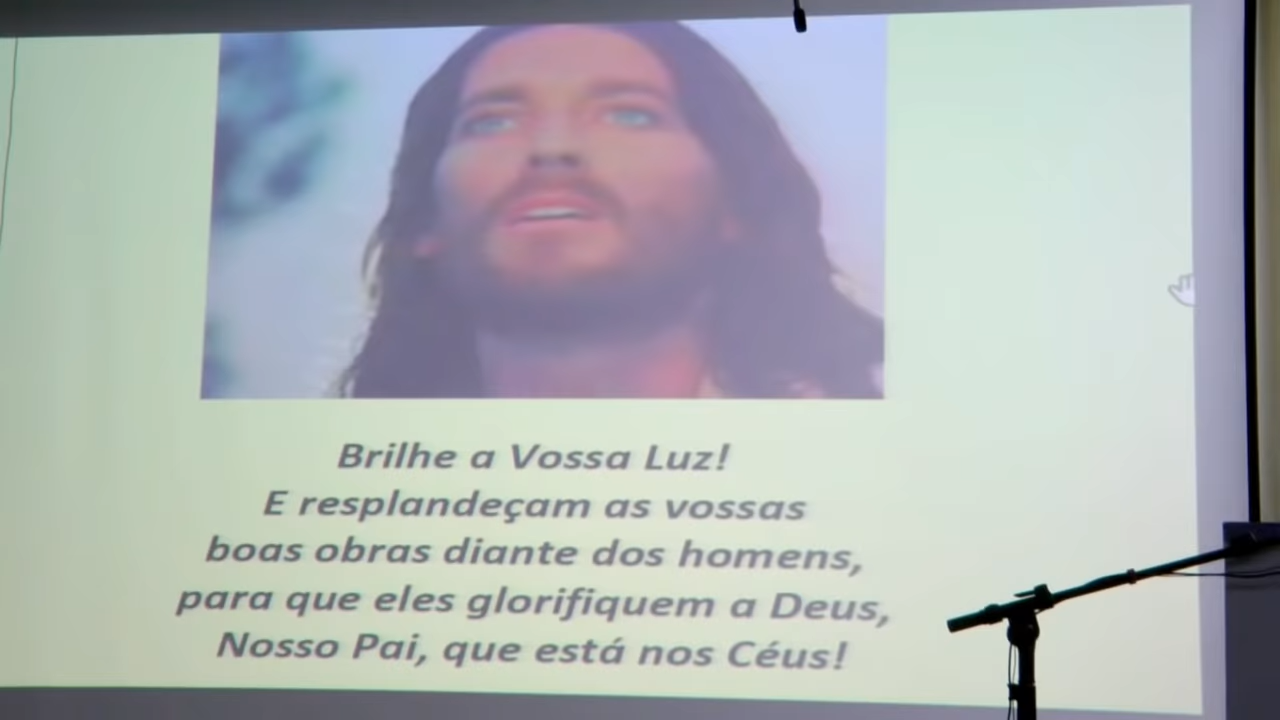 Brilhe a Vossa Luz!
E resplandeçam as vossas
boas obras diante dos homens,
para que eles glorifiquem a Deus,
Nosso Pai, que está nos Céus!